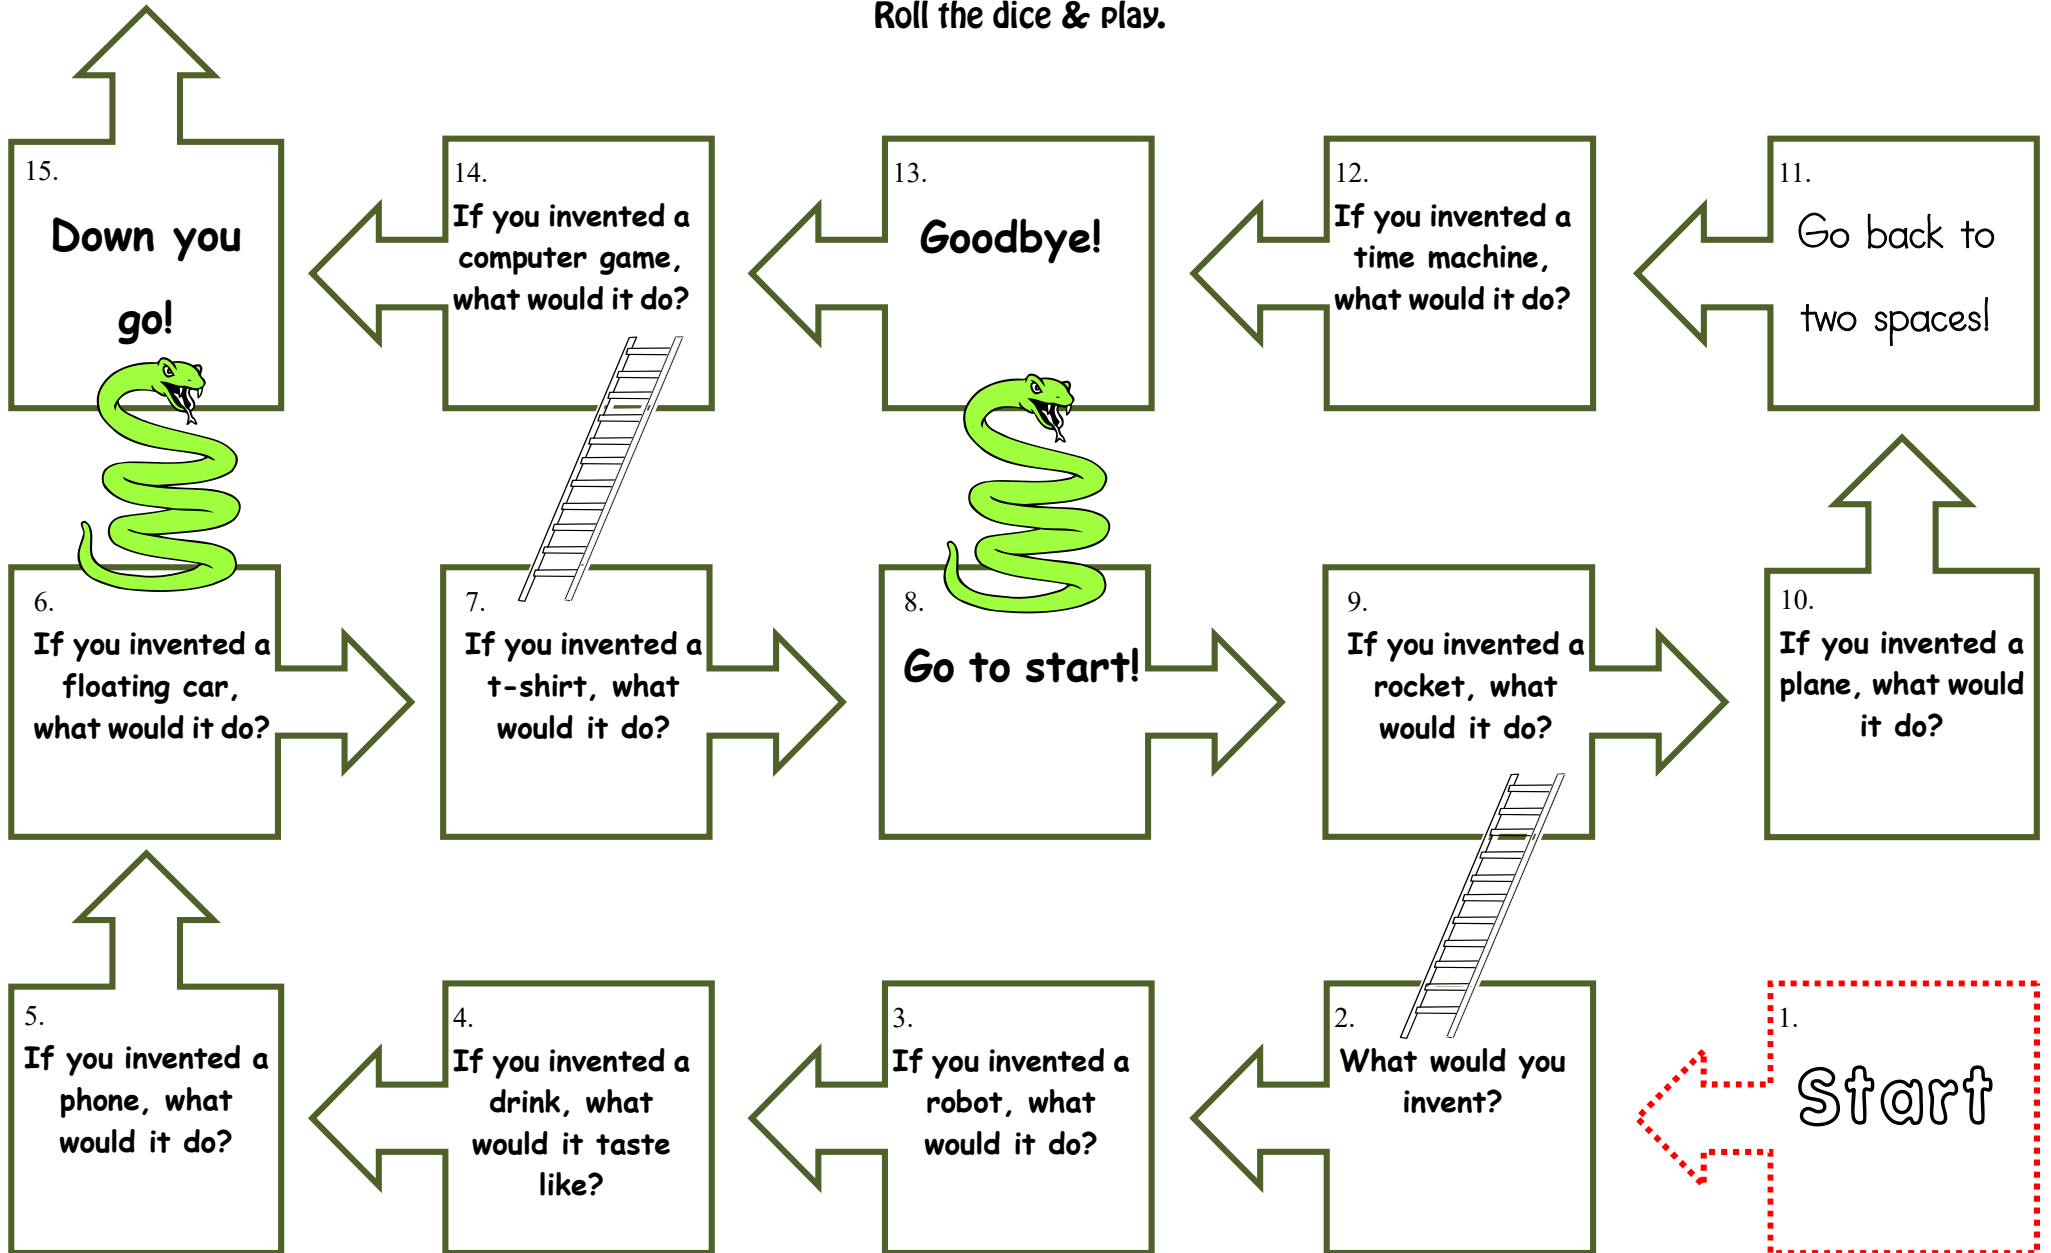 Roll the dice & play.
15.
Down you
go!
14.
If you invented a
computer game,
what would it do?
13.
Goodbye!
12.
If you invented a
time machine,
what would it do?
11.
Go back to
two spaces!
6.
If you invented a
floating car,
what would it do?
7.
If you invented a
t-shirt, what
would it do?
8.
Go to start!
9.
If you invented a
rocket, what
would it do?
10.
If you invented a
plane, what would
it do?
5.
If you invented a
phone, what
would it do?
4.
If you invented a
drink, what
would it taste
like?
3.
If you invented a
robot, what
would it do?
2.
What would you
invent?
1.
Start